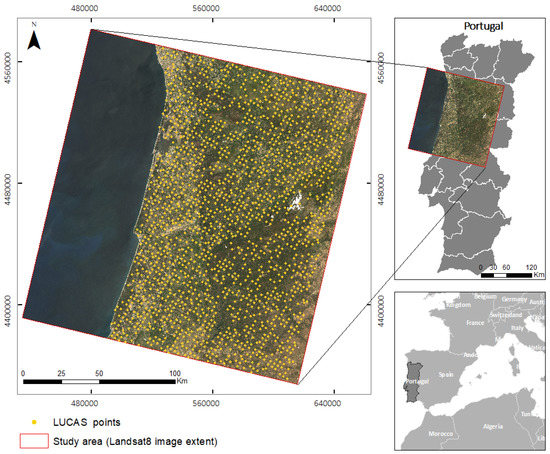 480000 560000 640000
N
4560000
4480000
4400000
4560000
4480000
4400000
0 25 50 100
Km
480000 560000 640000
LUCAS points
Study area (Landsat8 image extent)
Portugal
0 30 60 120
Km
Belgium
Germany
Kingdom
Switzerland
France
Italy
Spain
Portugal
Algeria
Morocco